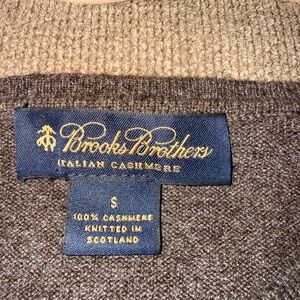 Brooks Brothers
ITALIAN CASHMERE
S
100% CASHMERE
KNITTED IN
SCOTLAND